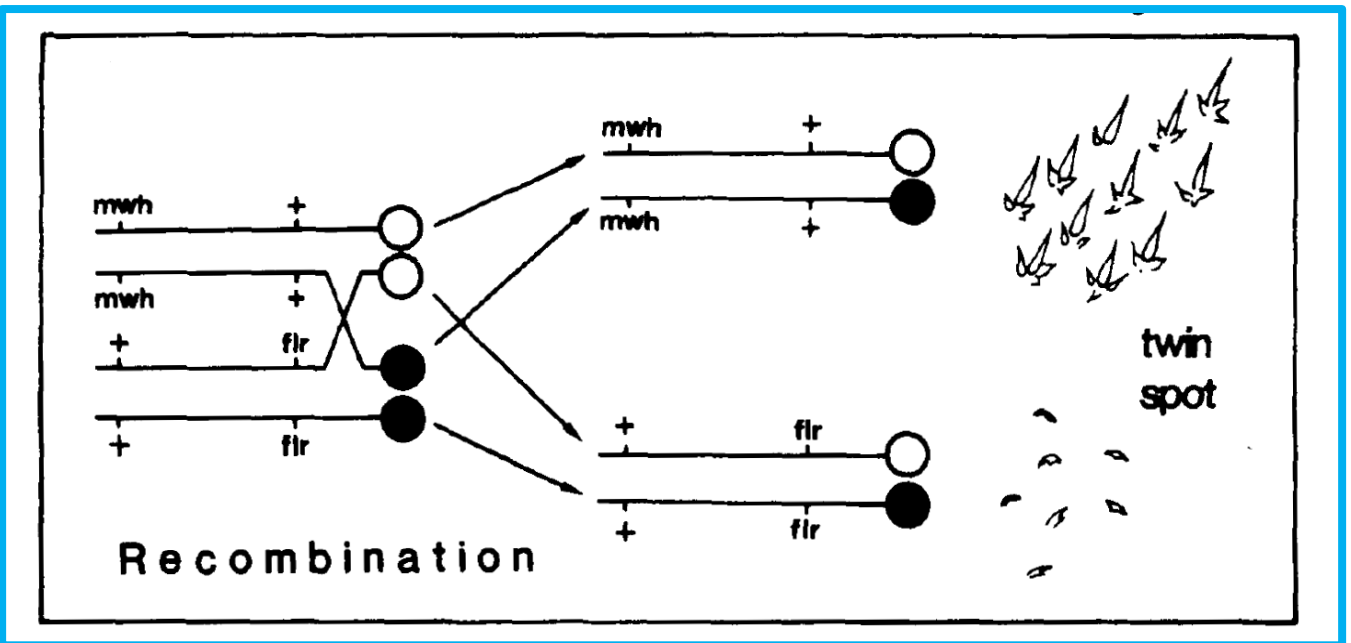 mwh +
mwh +
+ flr
+ flr
mwh +
mwh +
+ flr
+ flr
twin
spot
Recombination